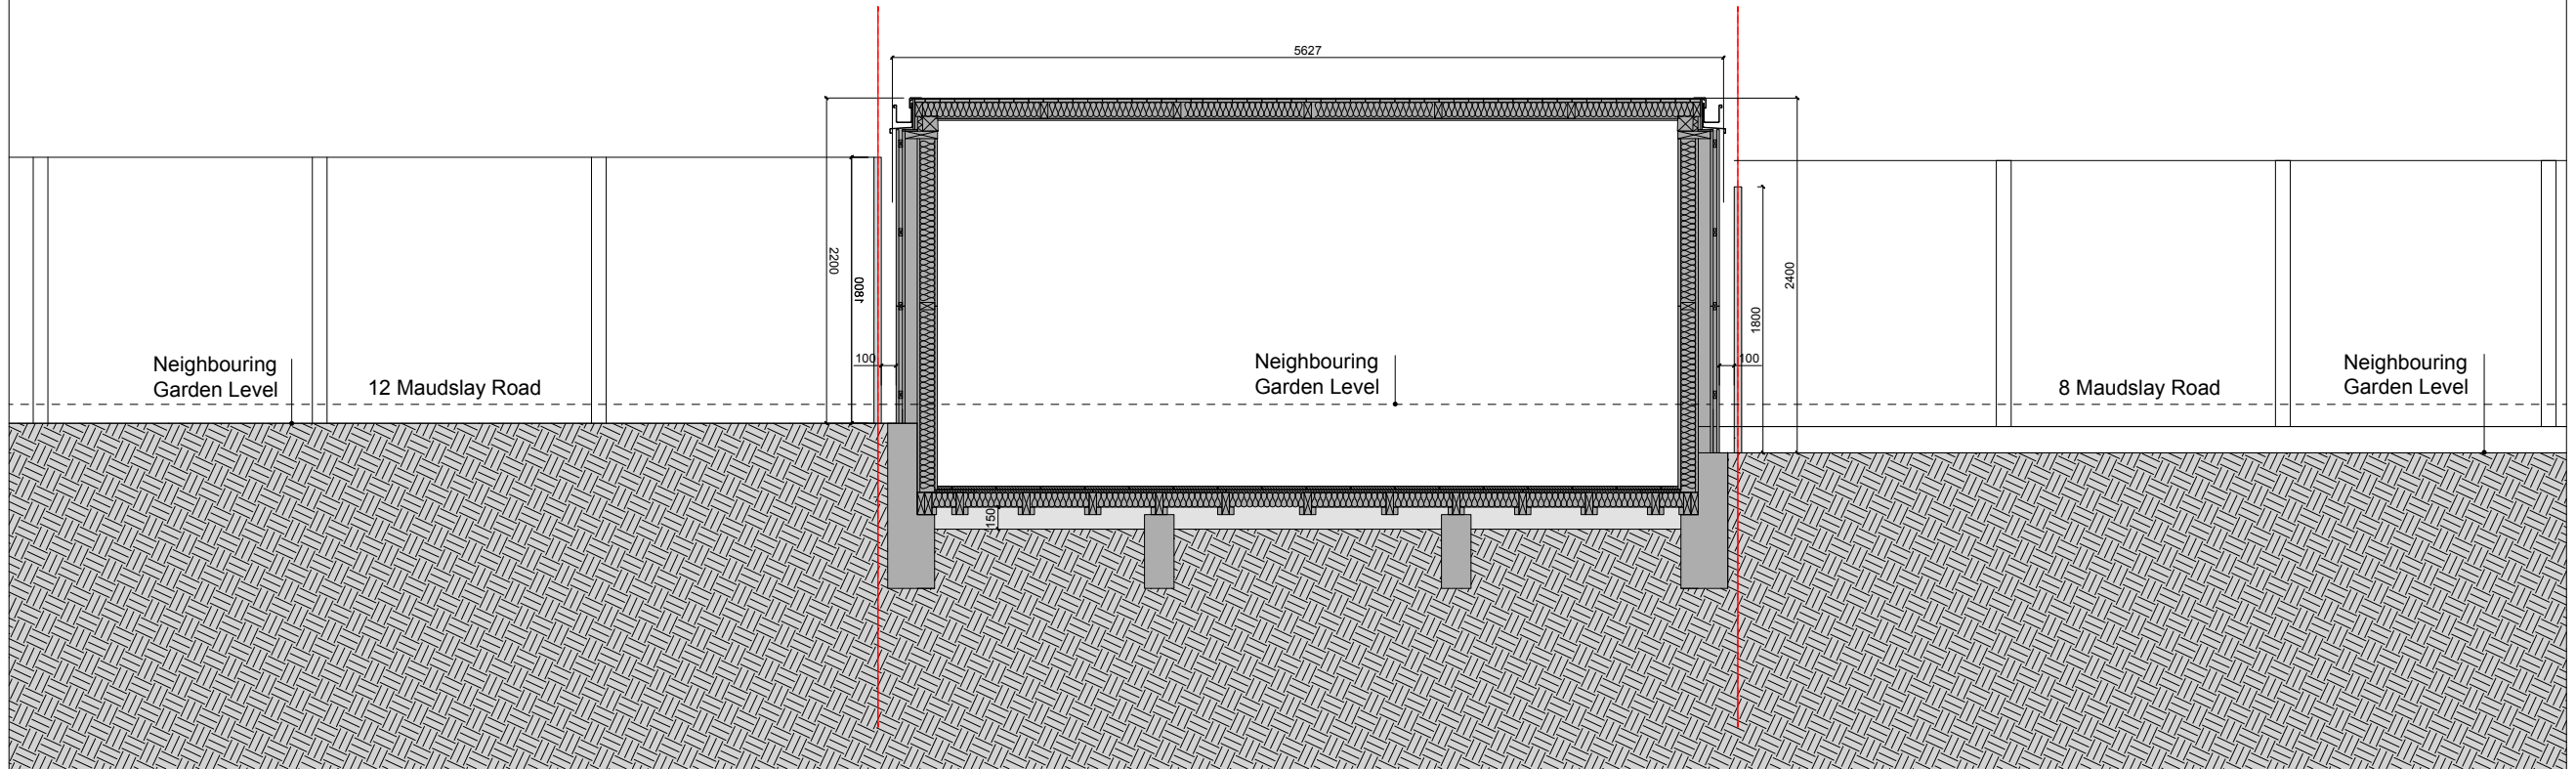 5627
2200
1800
2400
1800
100
100
Neighbouring
Garden Level
12 Maudslay Road
Neighbouring
Garden Level
8 Maudslay Road
Neighbouring
Garden Level
150